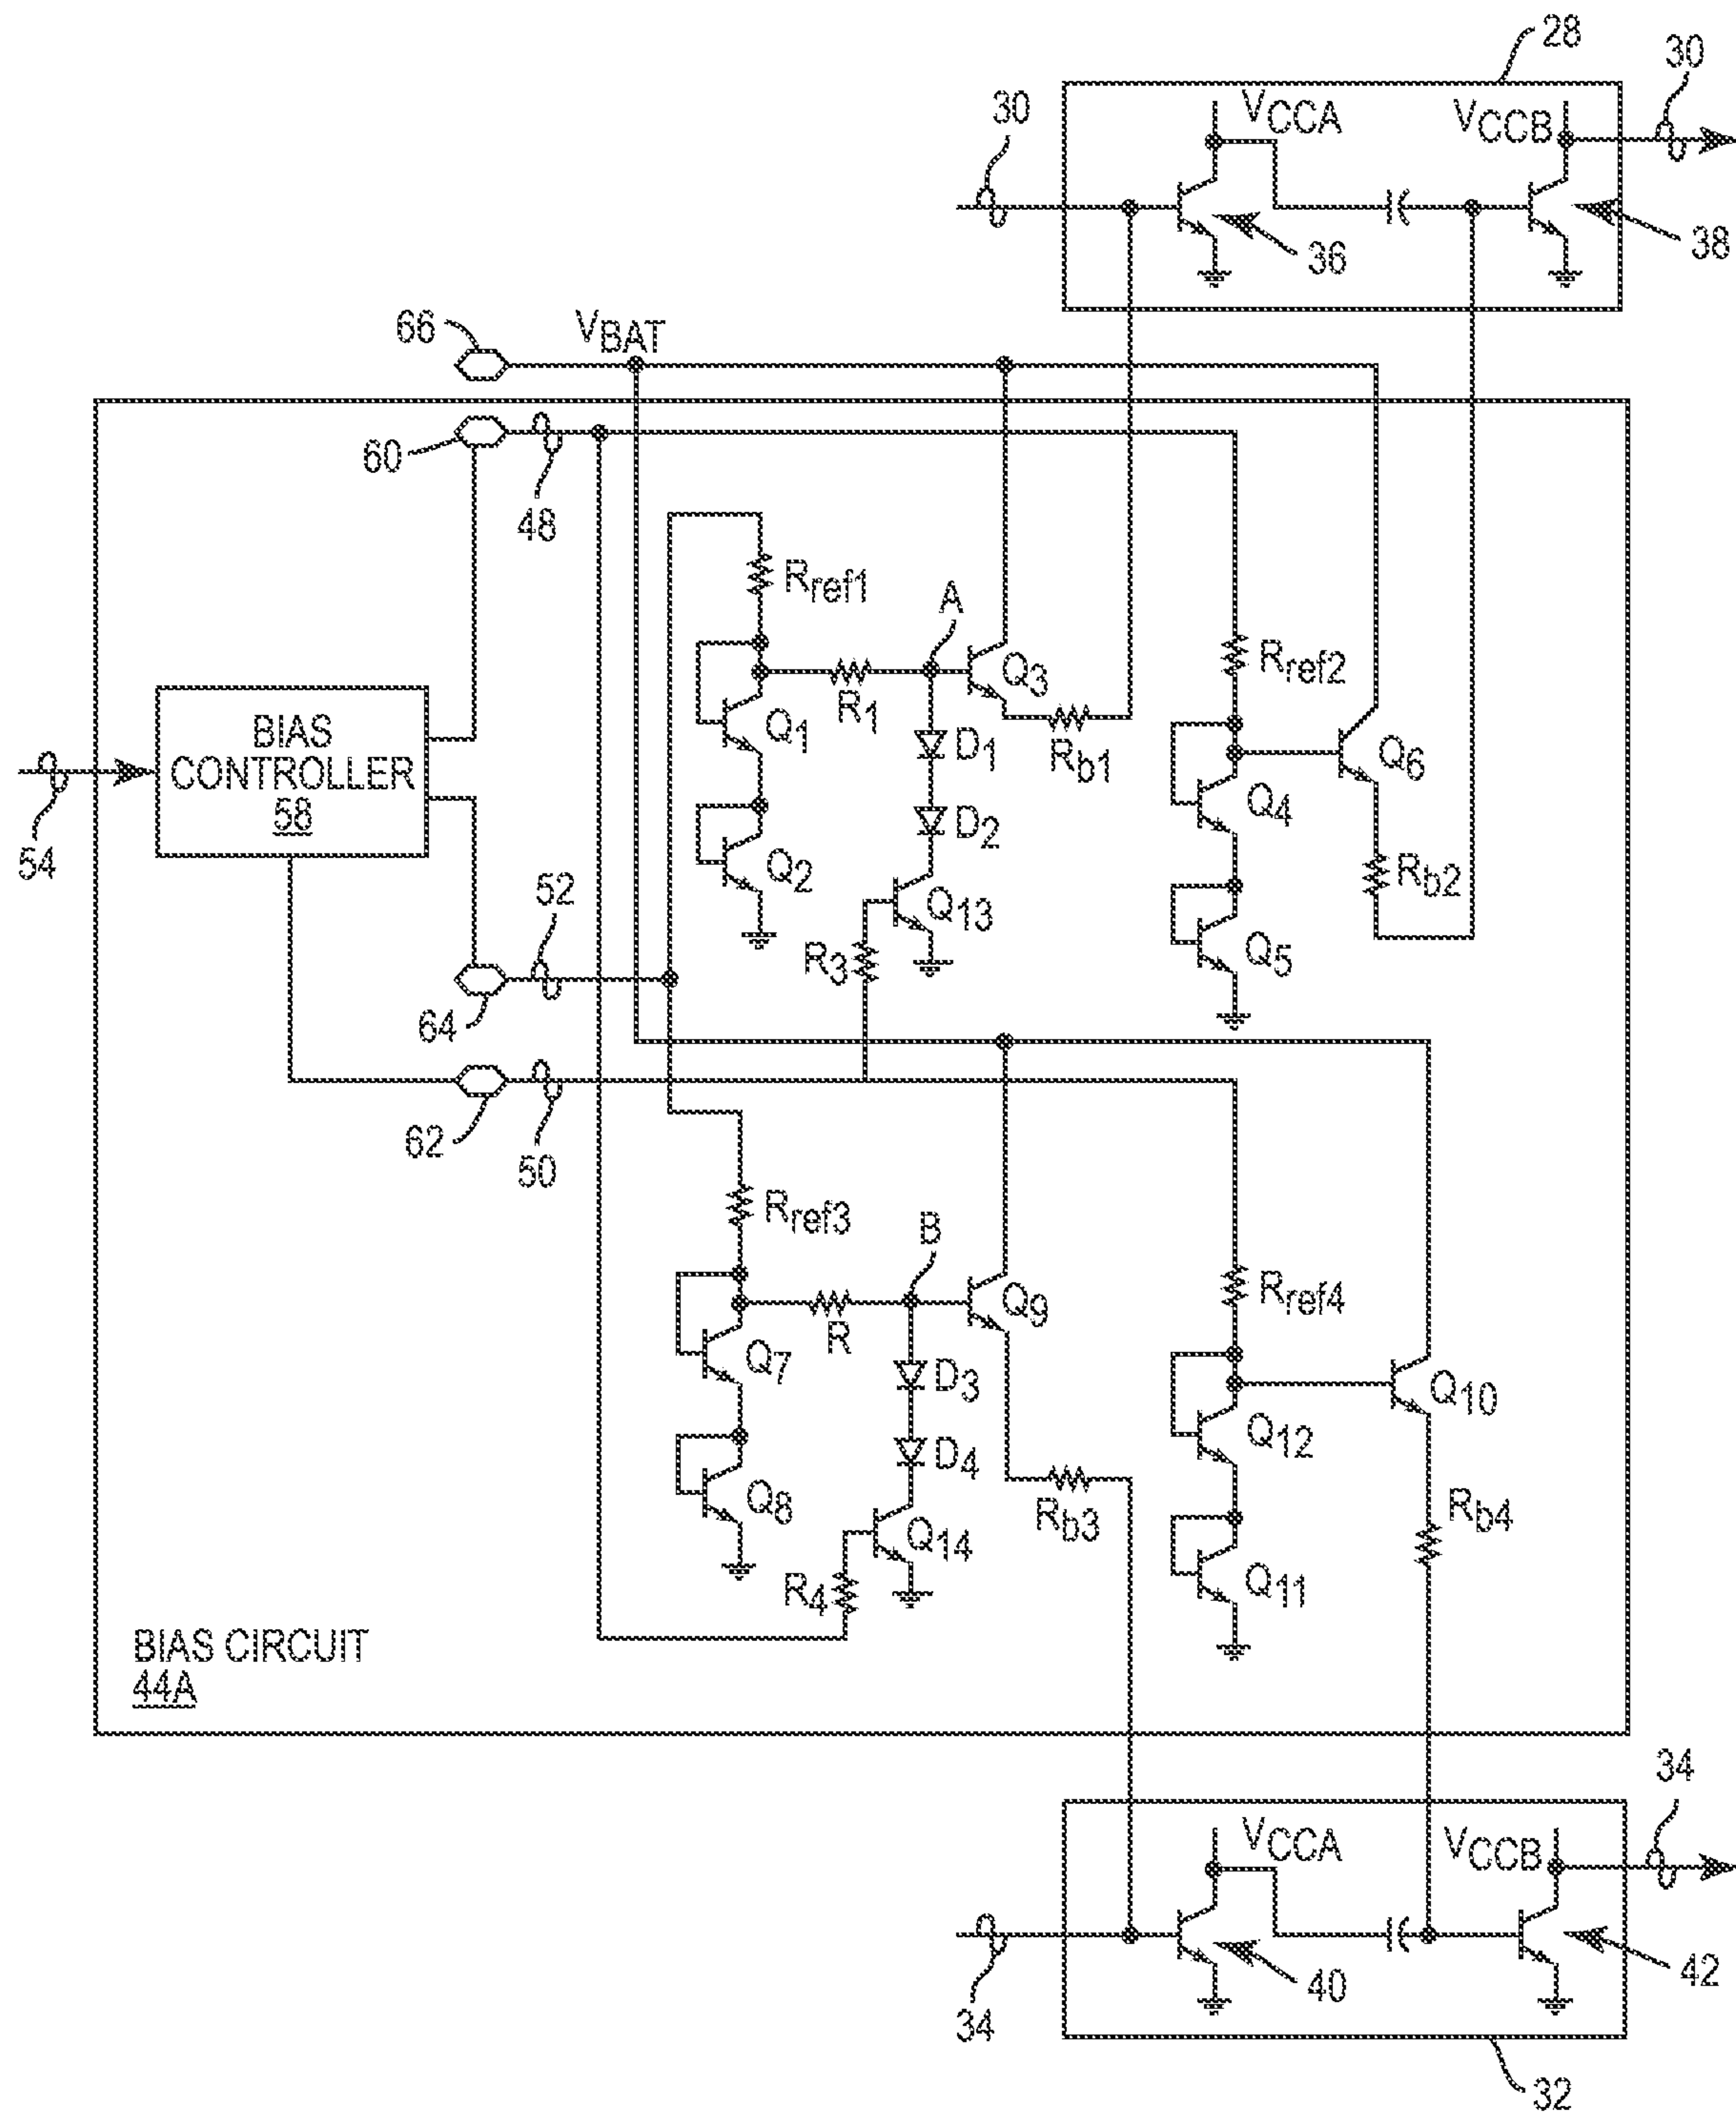 28
30
30
VCCA
VCCB
36
38
66
VBAT
60
48
Rref1
A
Q3
R1
Q1
D1
Rb1
Rref2
Q6
BIAS
CONTROLLER
58
54
D2
Q4
Q2
Rb2
52
Q13
R3
Q5
64
62
50
Rref3
B
Q9
Rref4
R
Q7
D3
Q10
Q12
D4
Q8
Rb3
Rb4
Q14
R4
Q11
BIAS CIRCUIT
44A
34
VCCA
VCCB
40
42
34
32